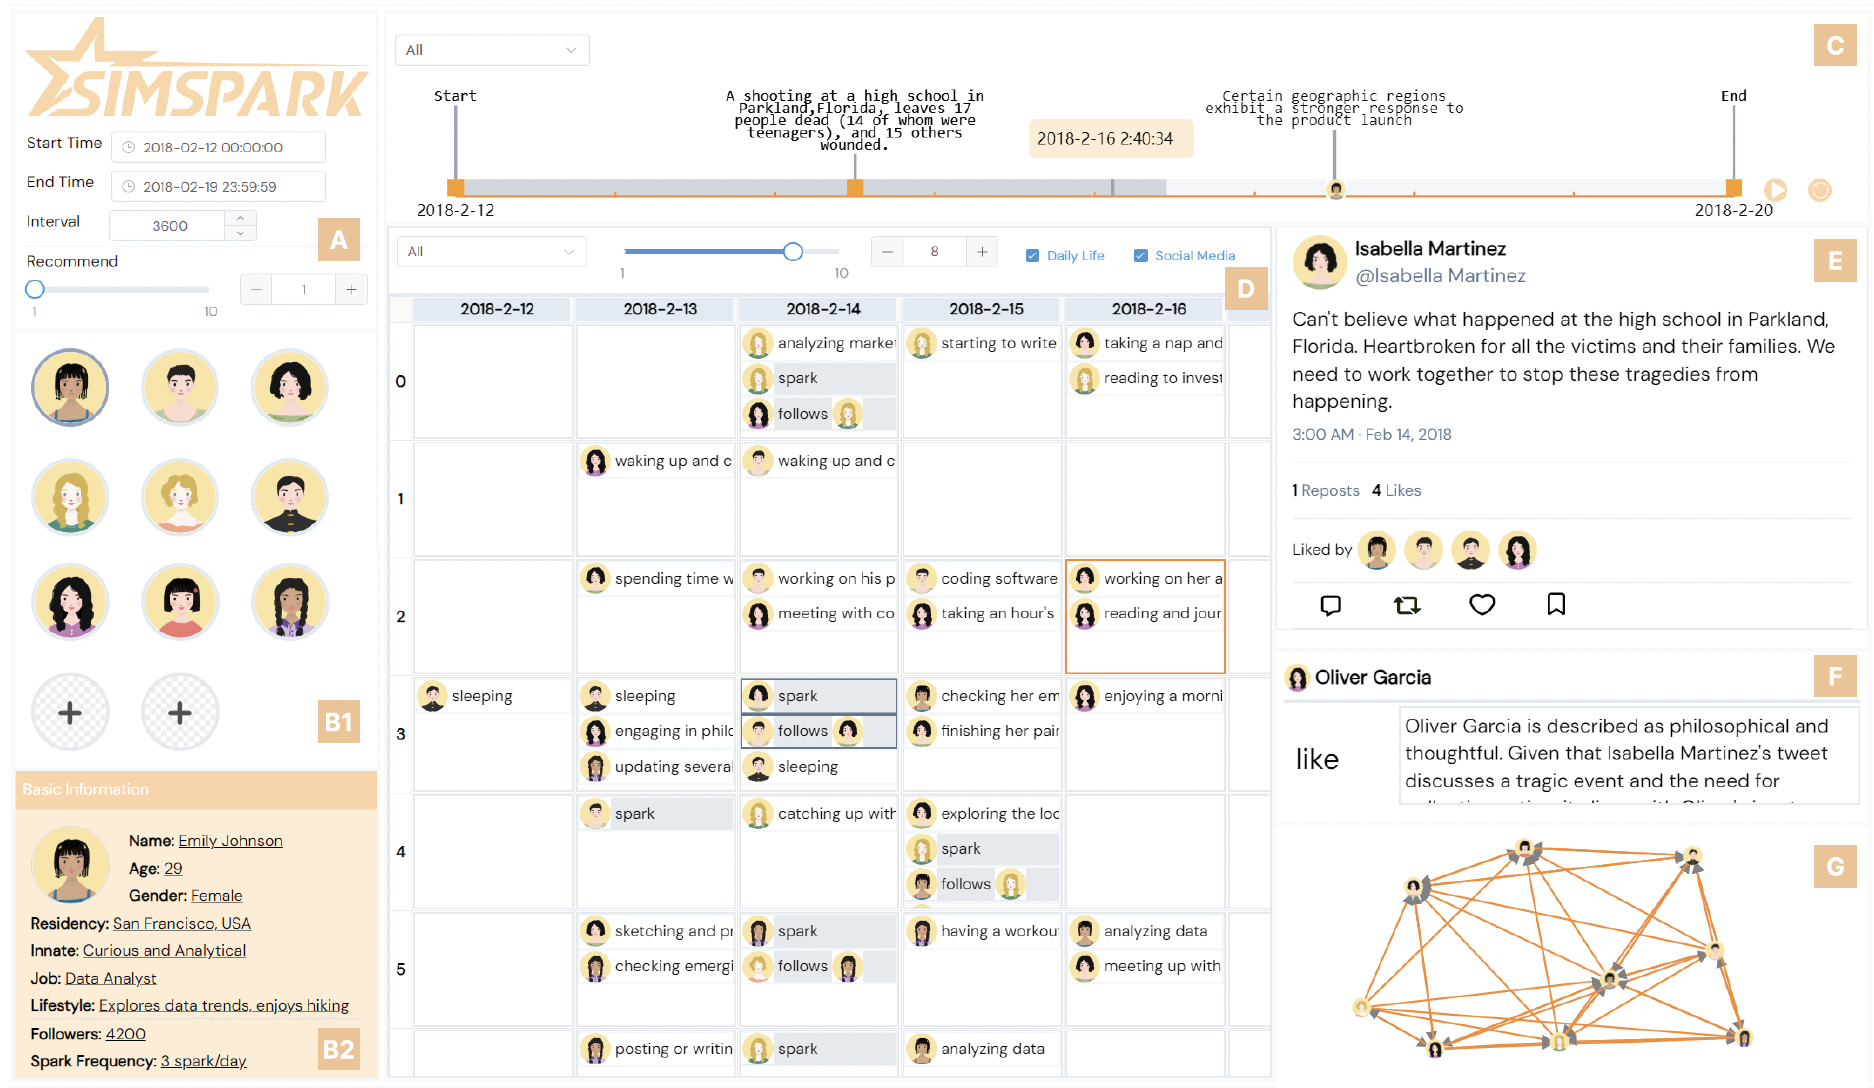 SIMSPARK
Start Time 2018-02-12 00:00:00
End Time 2018-02-19 23:59:59
Interval 3600
A
Recommend
1
1 10
B1
Basic Information
Name: Emily Johnson
Age: 29
Gender: Female
Residency: San Francisco, USA
Innate: Curious and Analytical
Job: Data Analyst
Lifestyle: Explores data trends, enjoys hiking
Followers: 4200
Spark Frequency: 3 spark/day
B2
All
C
Start
A shooting at a high school in
Parkland,Florida, leaves 17
people dead (14 of whom were
teenagers), and 15 others
wounded.
2018-2-16 2:40:34
Certain geographic regions
exhibit a stronger response to
the product launch
End
2018-2-12
2018-2-20
All
1 10
8
Daily Life
Social Media
D
2018-2-12 2018-2-13 2018-2-14 2018-2-15 2018-2-16
0
analyzing market
starting to write
taking a nap and
spark
reading to invest
follows
1
waking up and c
waking up and c
2
spending time w
working on his p
coding software
working on her a
meeting with co
taking an hour's
reading and jour
3
sleeping
sleeping
spark
checking her em
enjoying a morni
engaging in philo
follows
finishing her pair
updating severa
sleeping
4
spark
catching up with
exploring the loc
spark
follows
5
sketching and pr
spark
having a workout
analyzing data
checking emergi
follows
meeting up with
posting or writin
spark
analyzing data
Isabella Martinez
@Isabella Martinez
E
Can't believe what happened at the high school in Parkland,
Florida. Heartbroken for all the victims and their families. We
need to work together to stop these tragedies from
happening.
3:00 AM · Feb 14, 2018
1 Reposts 4 Likes
Liked by
Oliver Garcia
F
like
Oliver Garcia is described as philosophical and
thoughtful. Given that Isabella Martinez's tweet
discusses a tragic event and the need for
G